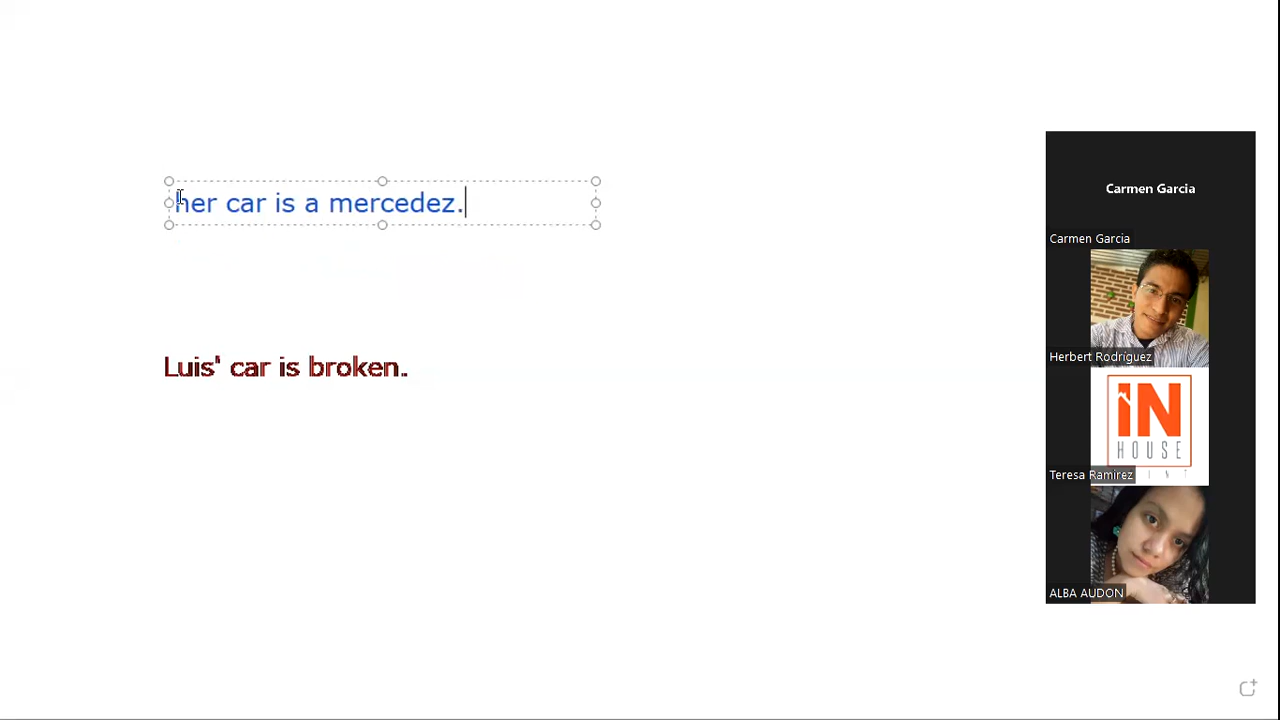 her car is a mercedez.
Luis' car is broken..
Carmen Garcia
Carmen Garcia
Herbert Rodríguez
iN
HOUSE
Teresa Ramirez
ALBA AUDON